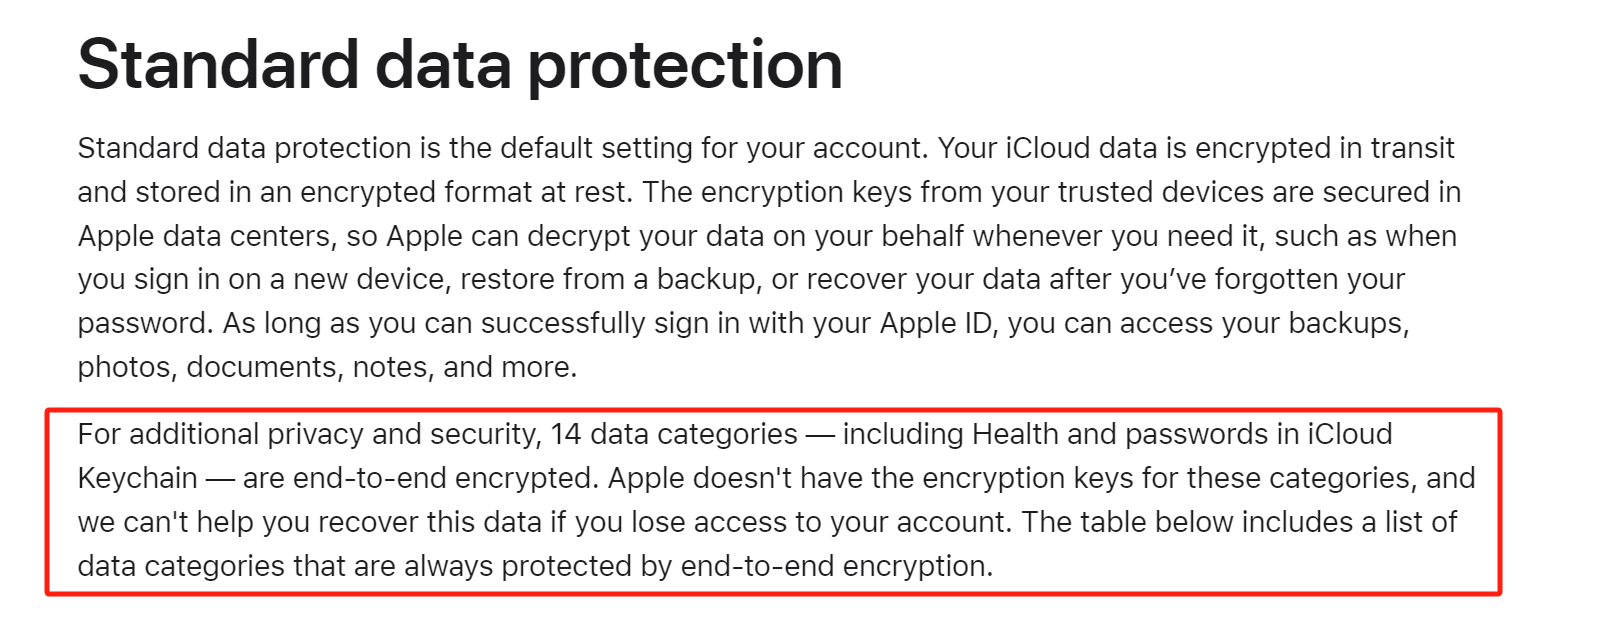 Standard data protection
Standard data protection is the default setting for your account. Your iCloud data is encrypted in transit
and stored in an encrypted format at rest. The encryption keys from your trusted devices are secured in
Apple data centers, so Apple can decrypt your data on your behalf whenever you need it, such as when
you sign in on a new device, restore from a backup, or recover your data after you’ve forgotten your
password. As long as you can successfully sign in with your Apple ID, you can access your backups,
photos, documents, notes, and more.
For additional privacy and security, 14 data categories — including Health and passwords in iCloud
Keychain — are end-to-end encrypted. Apple doesn't have the encryption keys for these categories, and
we can't help you recover this data if you lose access to your account. The table below includes a list of
data categories that are always protected by end-to-end encryption.